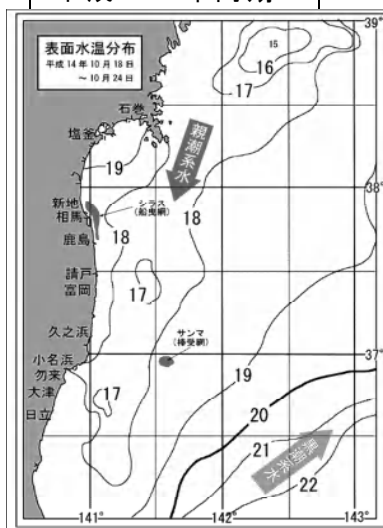 表面水温分布
平成14年10月18日
～10月24日
39°
15
16
17
石巻
塩釜
19
親潮系水
38°
新地
相馬
シラス
(船曳網)
18
18
鹿島
請戸
富岡
17
久之浜
サンマ
(棒受網)
37°
小名浜
勿来
大津
日立
17
19
20
21
22
黒潮系水
141°
142°
143°